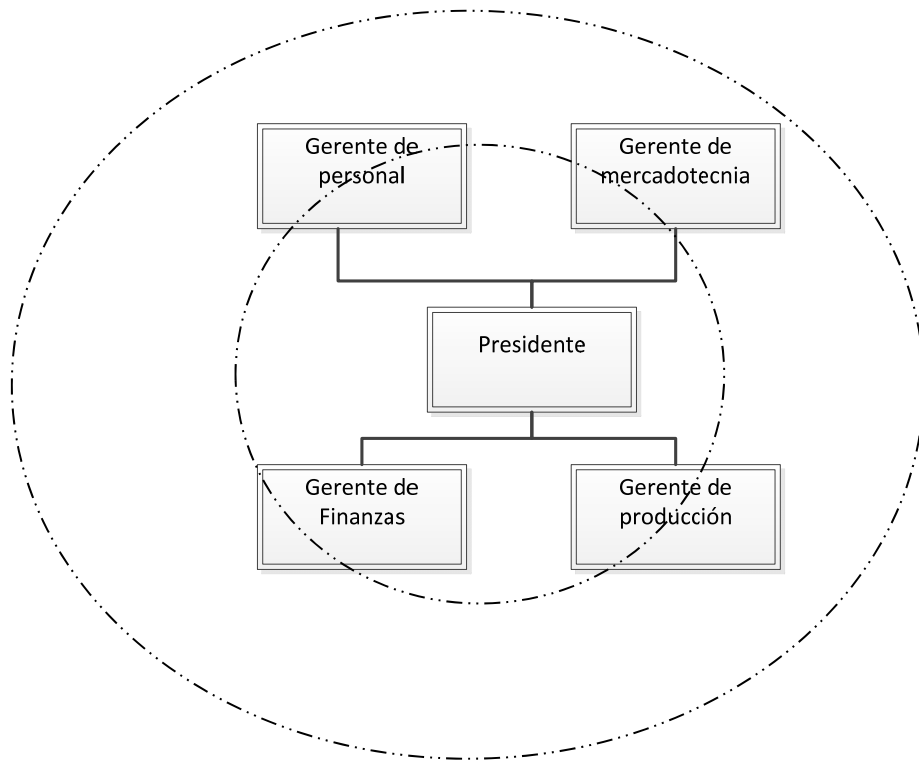 Gerente de
personal
Gerente de
mercadotecnia
Presidente
Gerente de
Finanzas
Gerente de
producción